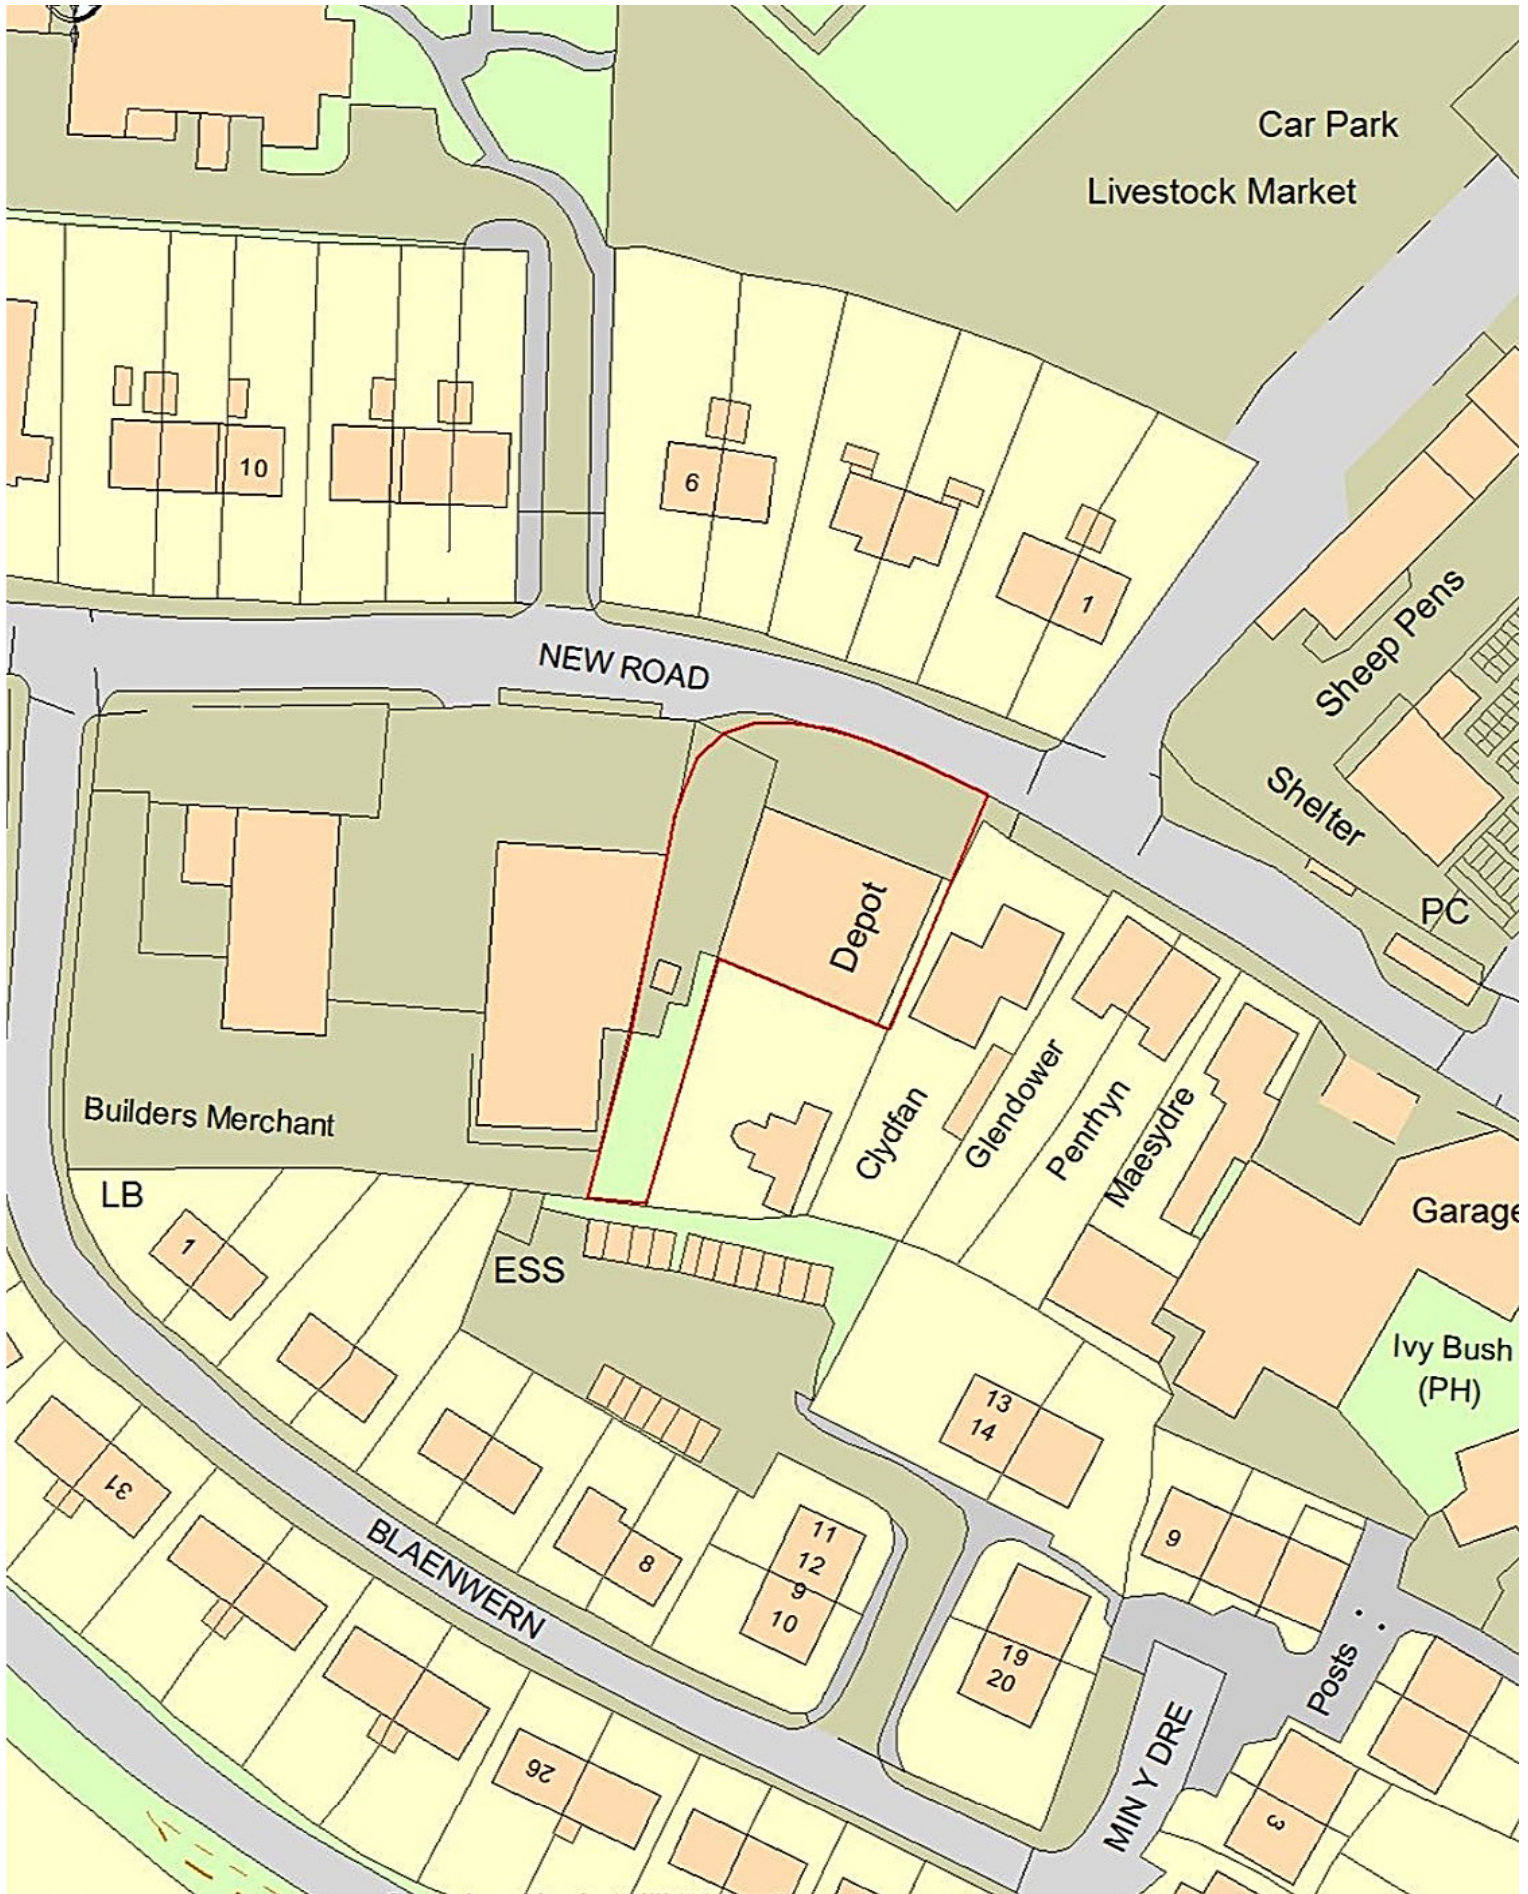 Car Park
Livestock Market
10
6
1
NEW ROAD
Sheep Pens
Shelter
PC
Depot
Clydfan
Glendower
Penrhyn
Maesydre
Builders Merchant
LB
1
ESS
Garage
Ivy Bush
(PH)
13
14
31
9
11
12
9
10
8
BLAENWERN
19
20
Posts
MIN Y DRE
26
3